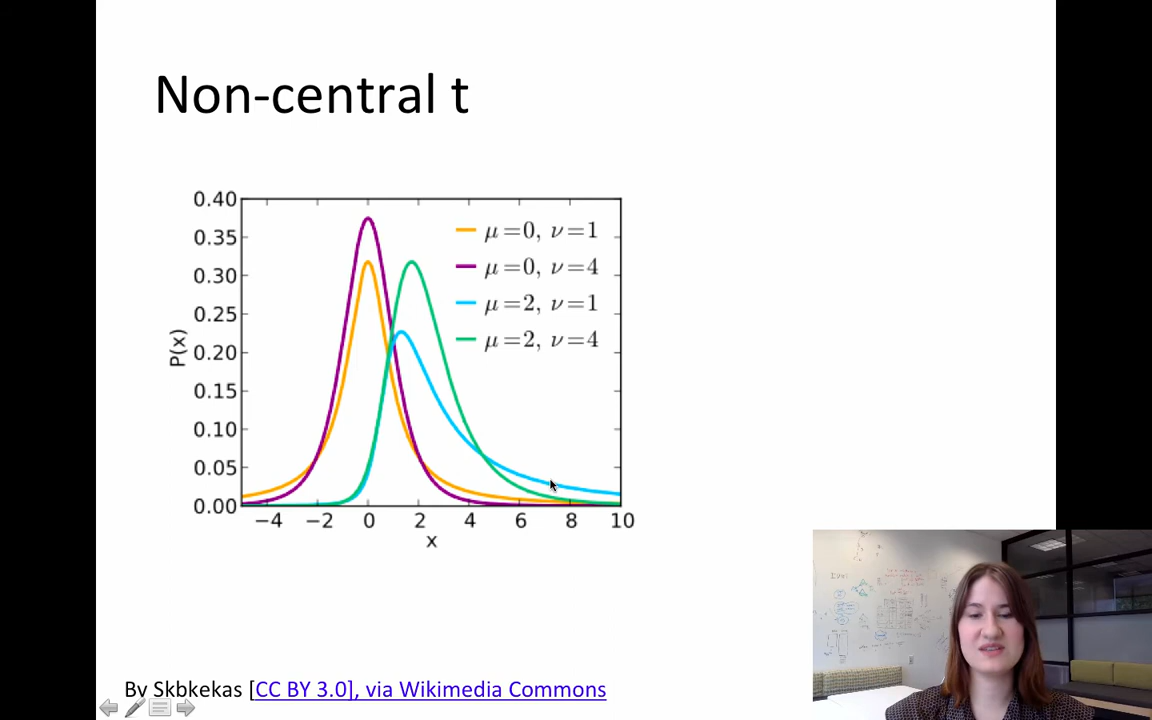 Non-central t
0.40
0.35
0.30
0.25
0.20
0.15
0.10
0.05
0.00
P(x)
μ=0, ν=1
μ=0, ν=4
μ=2, ν=1
μ=2, ν=4
−4 −2 0 2 4 6 8 10
x
By Skbkekas [CC BY 3.0], via Wikimedia Commons